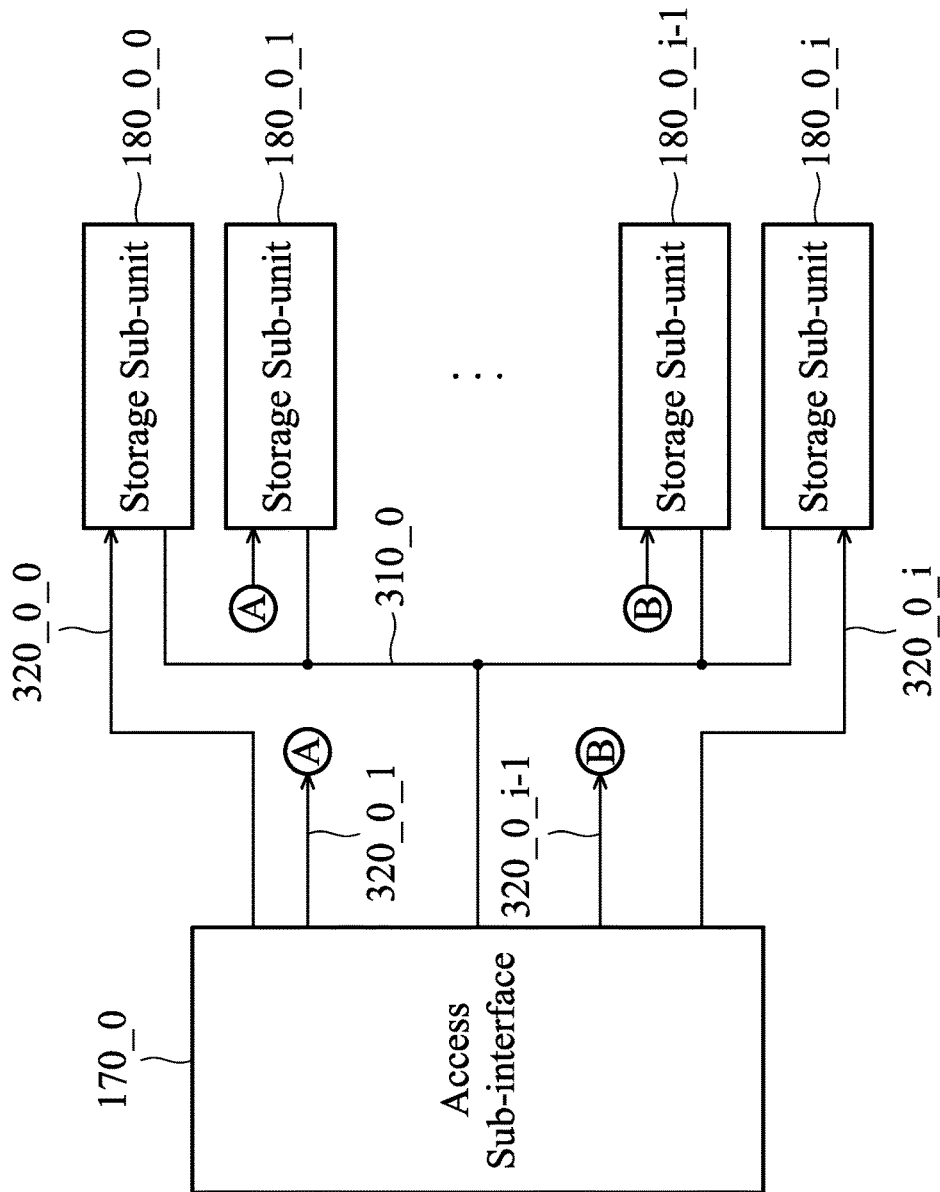 170_0
Access
Sub-interface
320_0_0
320_0_1
A
320_0_i-1
B
320_0_i
310_0
A
B
Storage Sub-unit
180_0_0
Storage Sub-unit
180_0_1
. . .
Storage Sub-unit
180_0_i-1
Storage Sub-unit
180_0_i